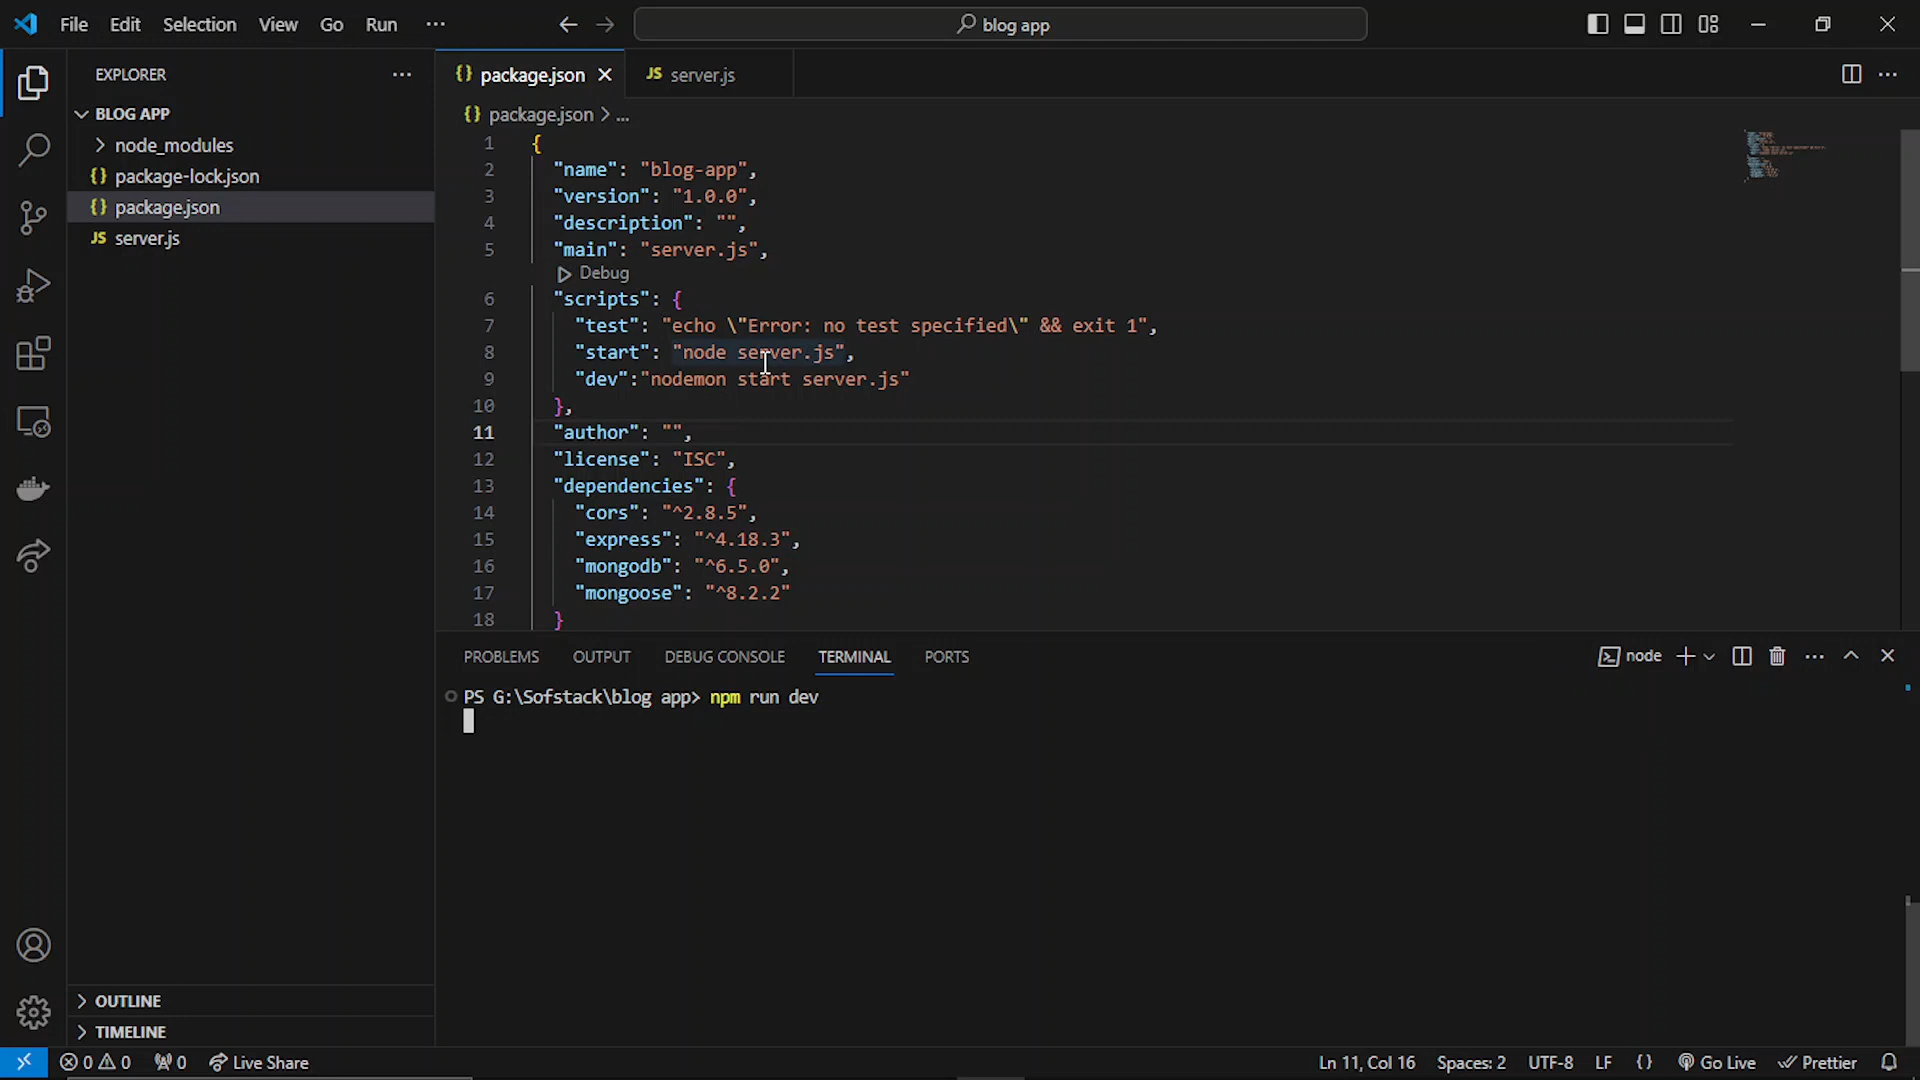 File Edit Selection View Go Run ···
blog app
EXPLORER ···
BLOG APP
node_modules
{} package-lock.json
{} package.json
JS server.js
OUTLINE
TIMELINE
{} package.json
JS server.js
{} package.json > ...
1 {
2 "name": "blog-app",
3 "version": "1.0.0",
4 "description": "",
5 "main": "server.js",
Debug
6 "scripts": {
7 "test": "echo \"Error: no test specified\" && exit 1",
8 "start": "node server.js",
9 "dev":"nodemon start server.js"
10 },
11 "author": "",
12 "license": "ISC",
13 "dependencies": {
14 "cors": "^2.8.5",
15 "express": "^4.18.3",
16 "mongodb": "^6.5.0",
17 "mongoose": "^8.2.2"
18 }
PROBLEMS OUTPUT DEBUG CONSOLE TERMINAL PORTS
node
PS G:\Sofstack\blog app> npm run dev
0 0 0 Live Share
Ln 11, Col 16 Spaces: 2 UTF-8 LF {} Go Live Prettier